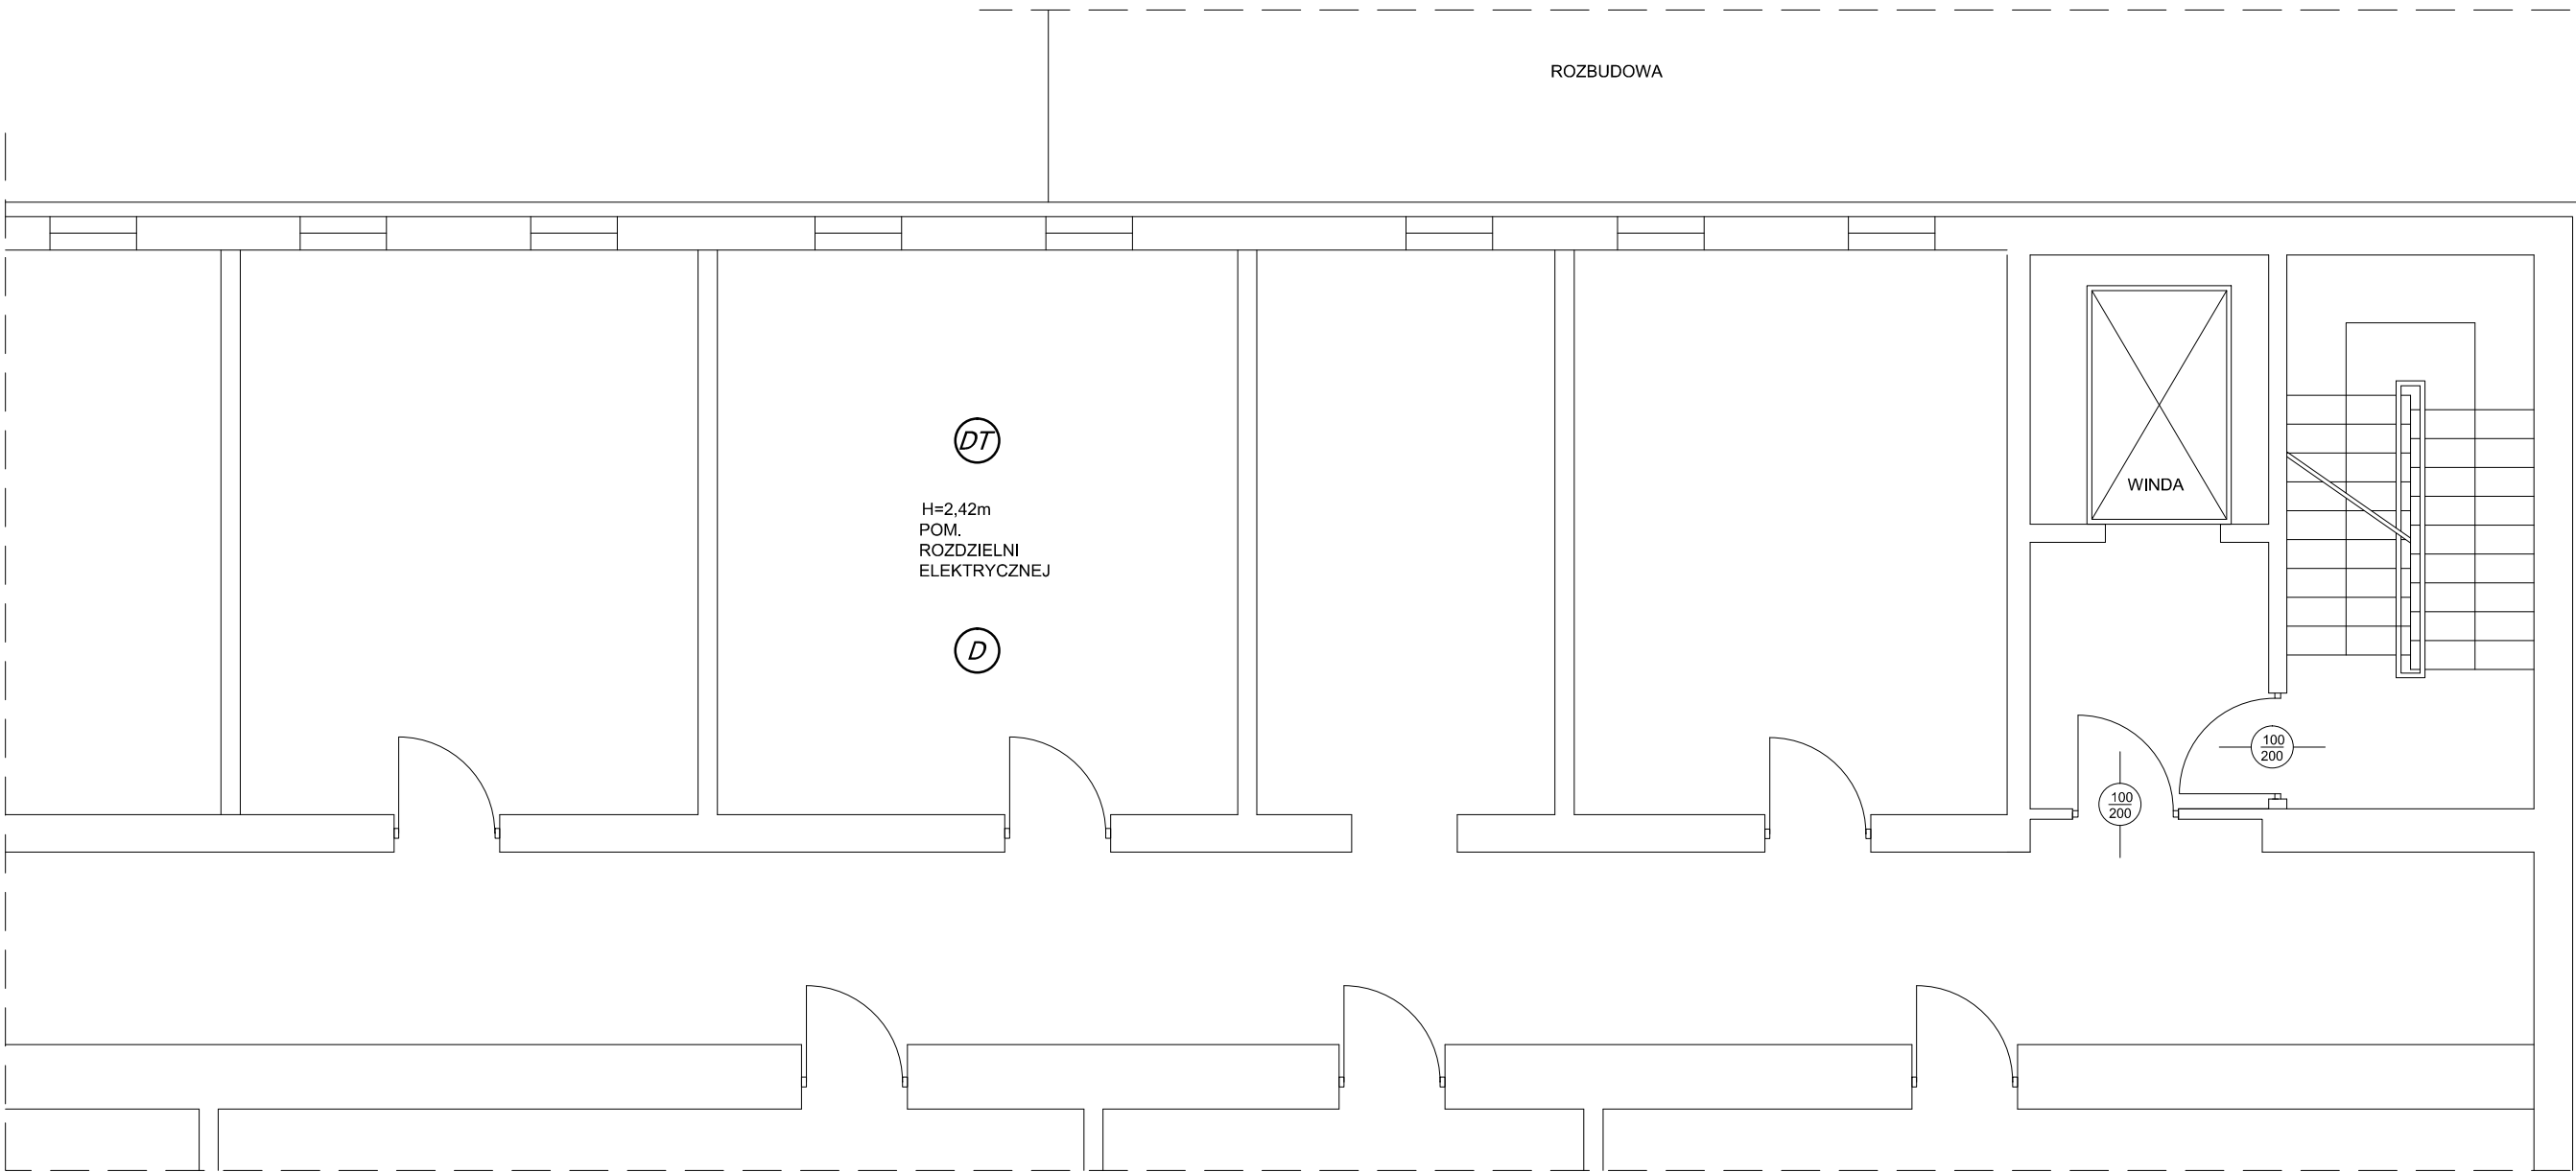 ROZBUDOWA
DT
H=2,42m
POM.
ROZDZIELNI
ELEKTRYCZNEJ
D
WINDA
100
200
100
200